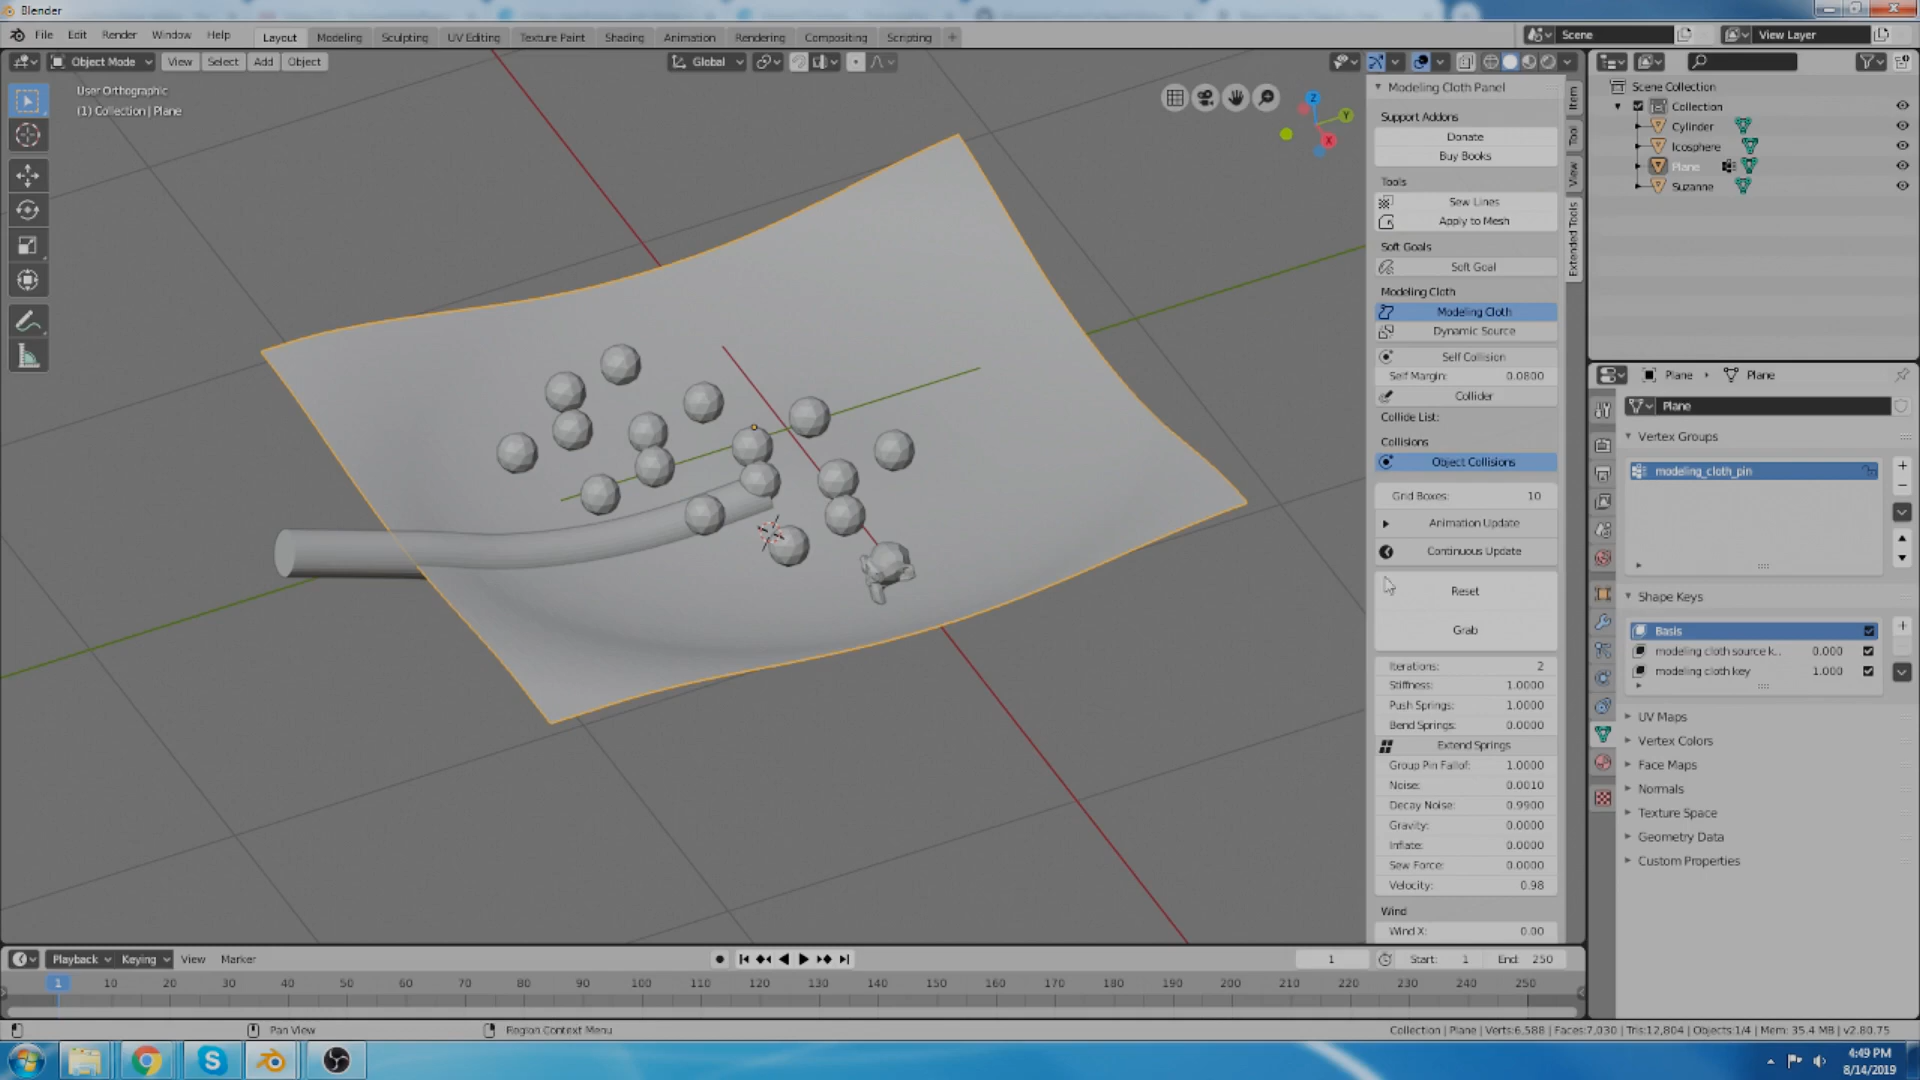 Blender
File Edit Render Window Help
Layout Modeling Sculpting UV Editing Texture Paint Shading Animation Rendering Compositing Scripting +
Scene
View Layer
Object Mode View Select Add Object
Global
User Orthographic
(1) Collection | Plane
Z
Y
X
Item
Tool
View
Extended Tools
Modeling Cloth Panel
Support Addons
Donate
Buy Books
Tools
Sew Lines
Apply to Mesh
Soft Goals
Soft Goal
Modeling Cloth
Modeling Cloth
Dynamic Source
Self Collision
Self Margin: 0.0800
Collider
Collide List:
Collisions
Object Collisions
Grid Boxes: 10
Animation Update
Continuous Update
Reset
Grab
Iterations: 2
Stiffness: 1.0000
Push Springs: 1.0000
Bend Springs: 0.0000
Extend Springs
Group Pin Fallof: 1.0000
Noise: 0.0010
Decay Noise: 0.9900
Gravity: 0.0000
Inflate: 0.0000
Sew Force: 0.0000
Velocity: 0.98
Wind
Wind X: 0.00
Scene Collection
Collection
Cylinder
Icosphere
Plane
Suzanne
Plane Plane
Plane
Vertex Groups
modeling_cloth_pin
Shape Keys
Basis
modeling cloth source k.. 0.000
modeling cloth key 1.000
UV Maps
Vertex Colors
Face Maps
Normals
Texture Space
Geometry Data
Custom Properties
Playback Keying View Marker
1 Start: 1 End: 250
1 10 20 30 40 50 60 70 80 90 100 110 120 130 140 150 160 170 180 190 200 210 220 230 240 250
Pan View Region Context Menu
Collection | Plane | Verts:6,588 | Faces:7,030 | Tris:12,804 | Objects:1/4 | Mem: 35.4 MB | v2.80.75
4:49 PM
8/14/2019